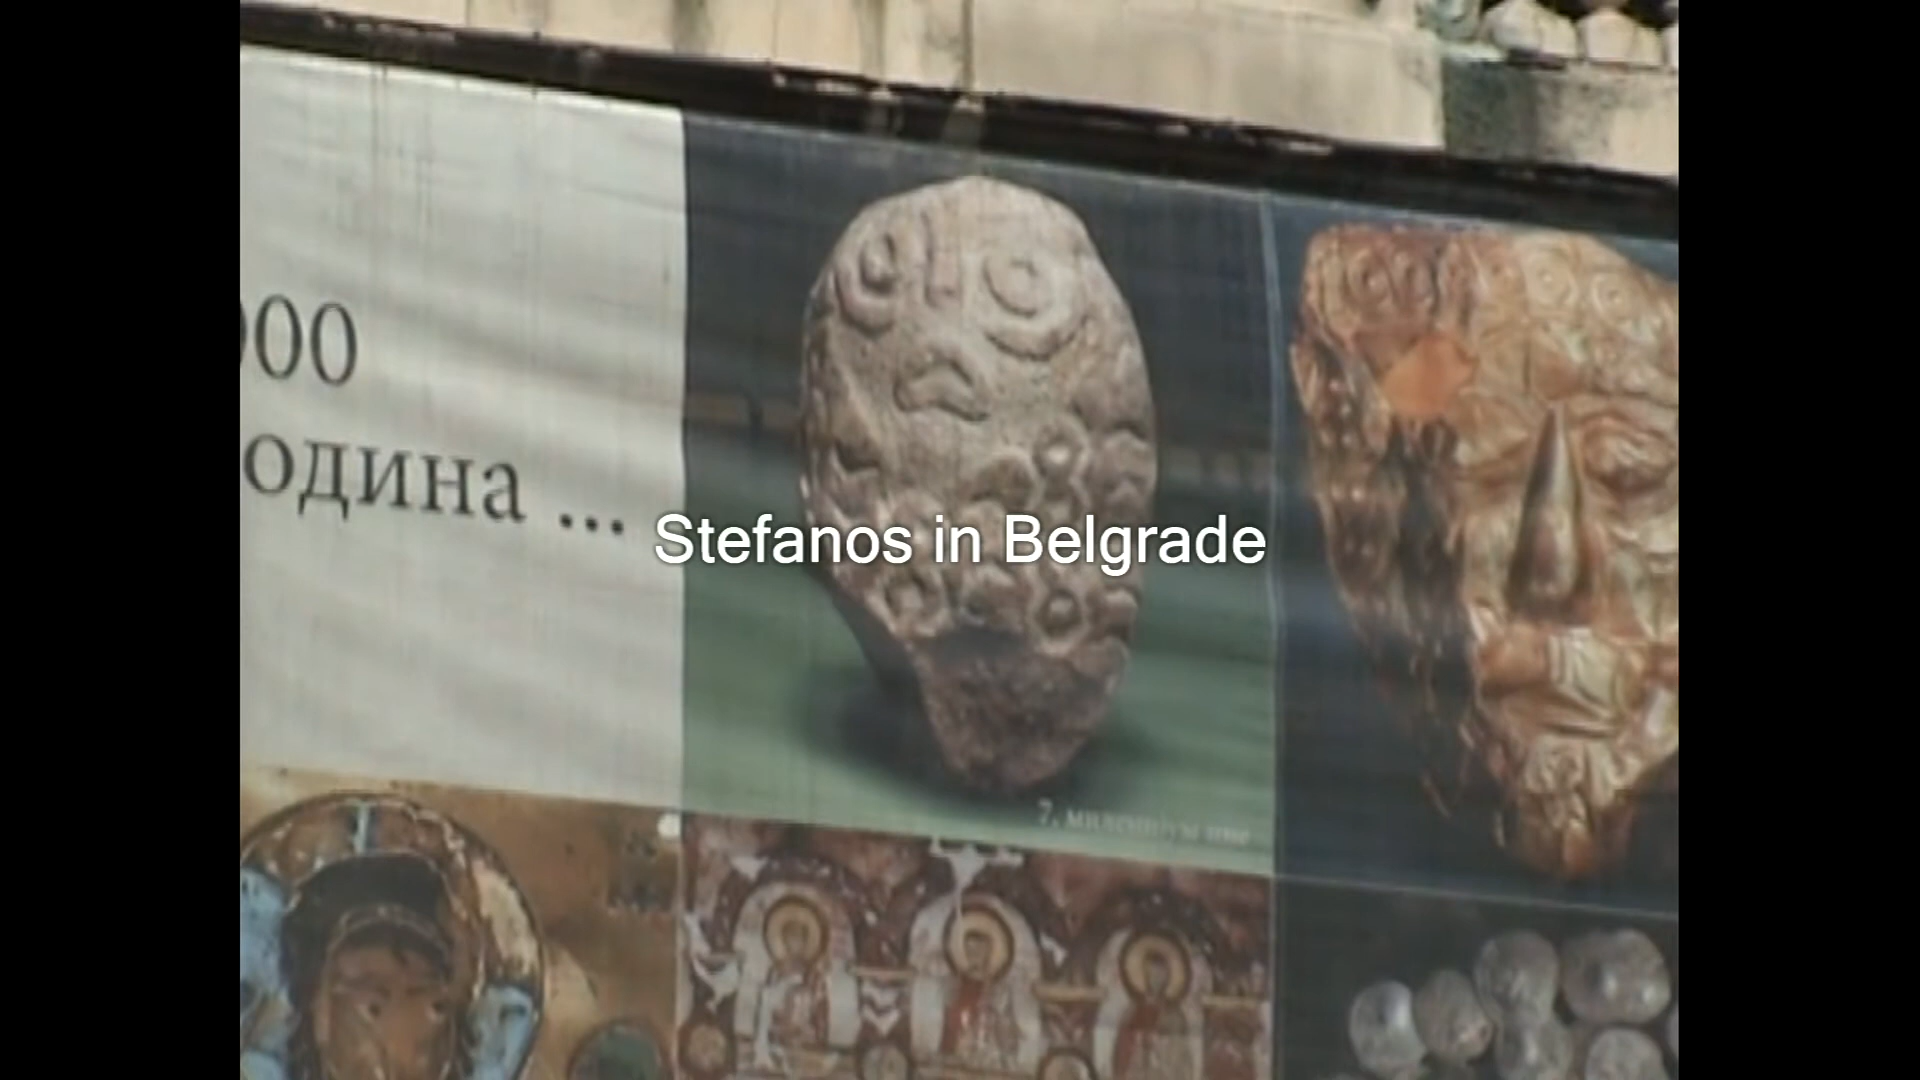 000
одина ...
Stefanos in Belgrade
7. миленијум пне